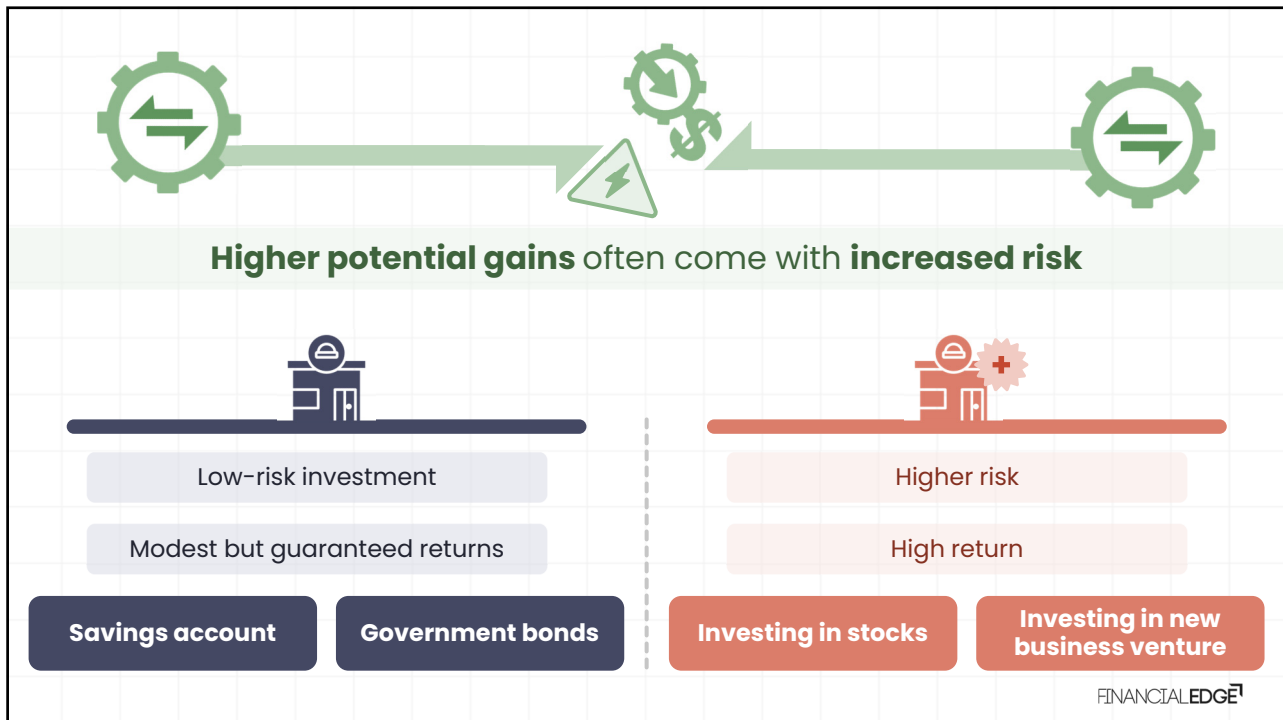 Higher potential gains often come with increased risk
Low-risk investment
Modest but guaranteed returns
Savings account
Government bonds
Higher risk
High return
Investing in stocks
Investing in new
business venture
FINANCIALEDGE